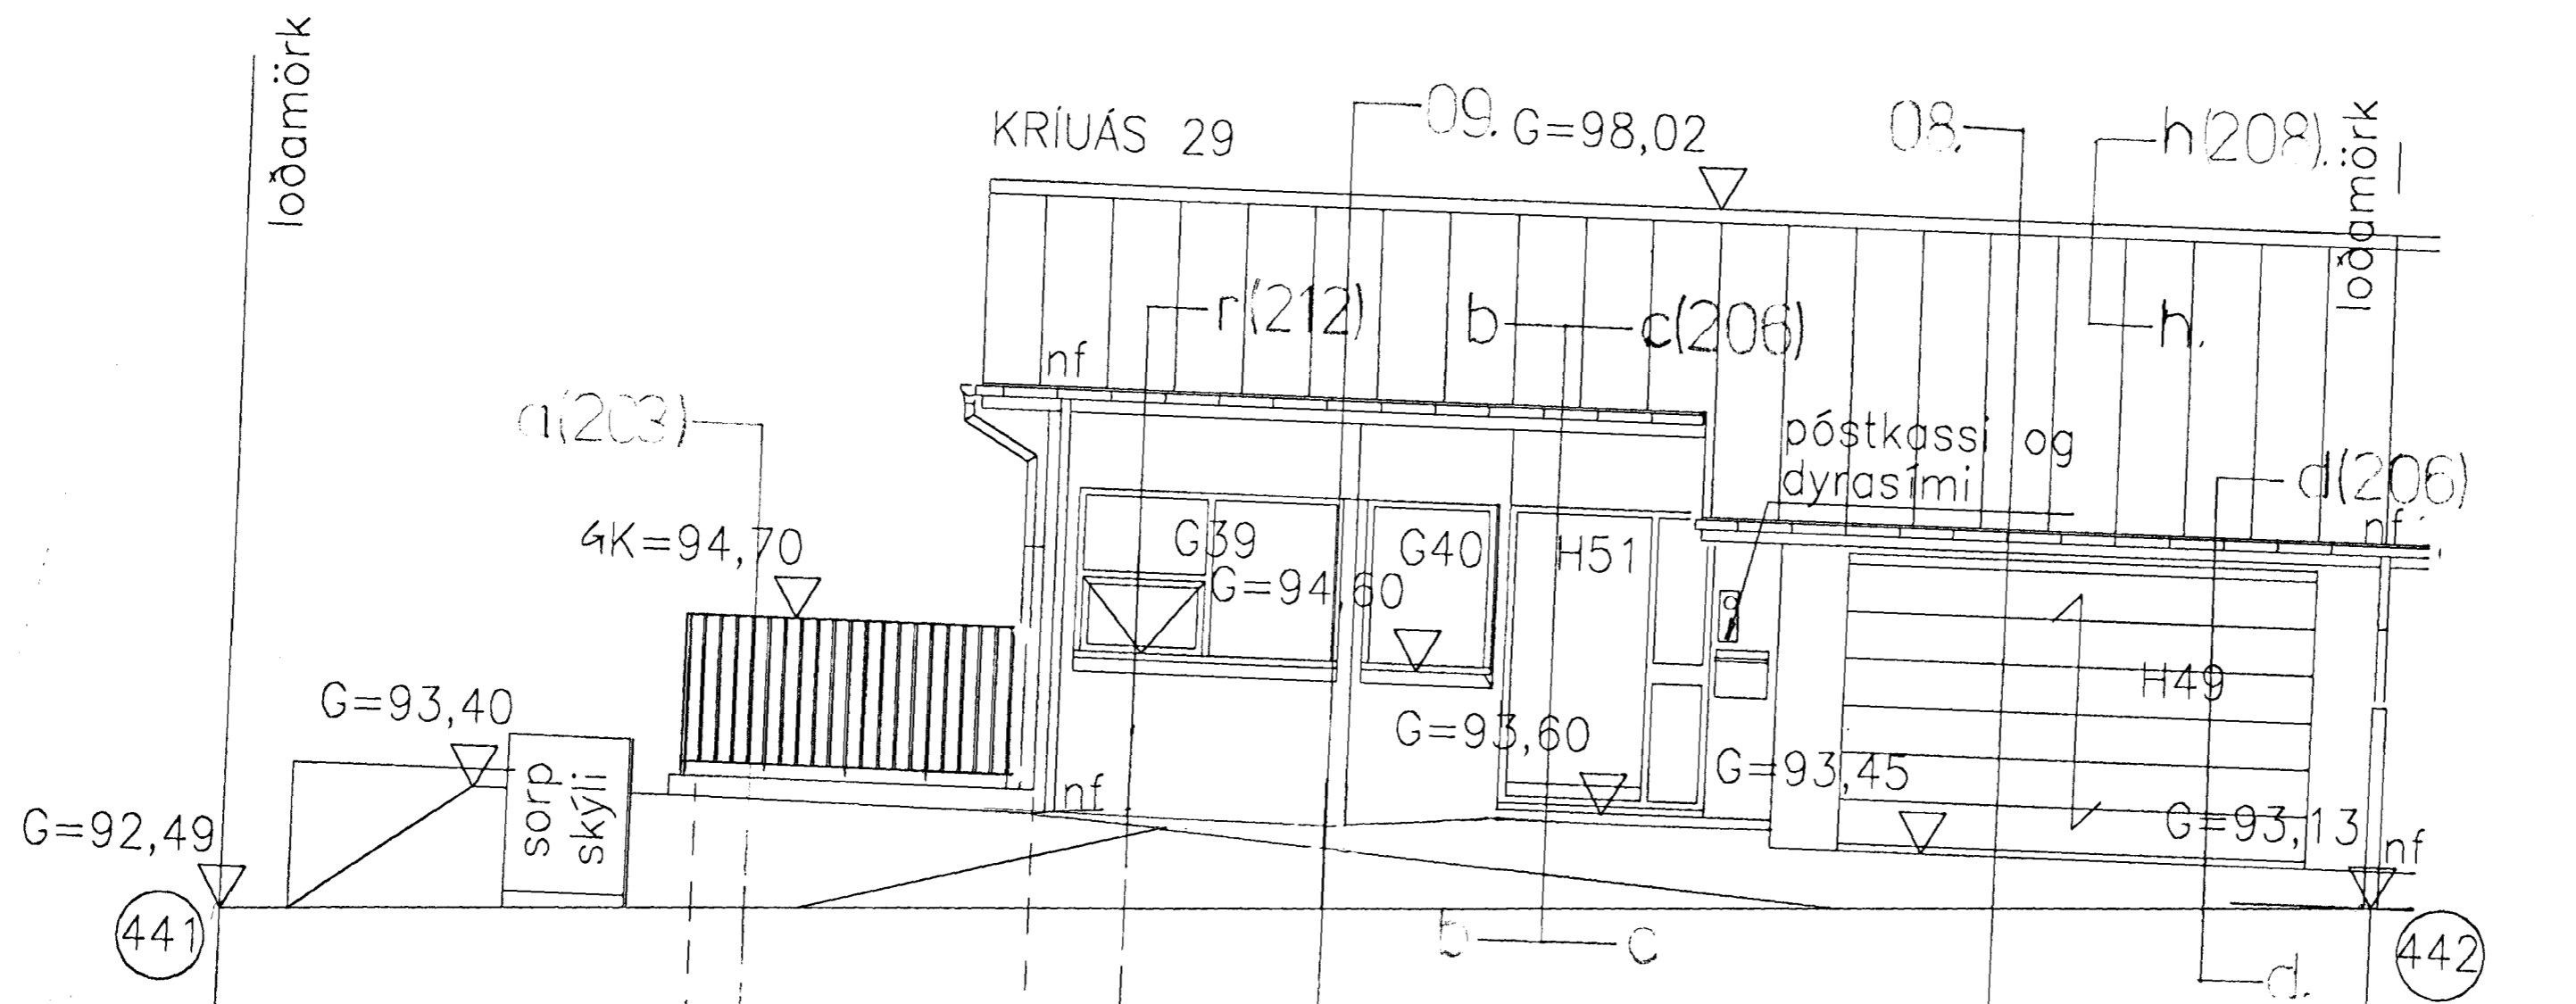 loðamörk
KRÍUÁS 29
09. G=98,02
08.
h(208).
loðamörk
r(212)
b
c(206)
h.
nf
a(203)
póstkassi og
dyrasími
d(206)
nf
GK=94,70
G39
G40
H51
G=94,60
H49
G=93,40
G=93,60
G=93,45
sorp
skýli
nf
G=92,49
G=93,13
nf
441
b
c
442
d.